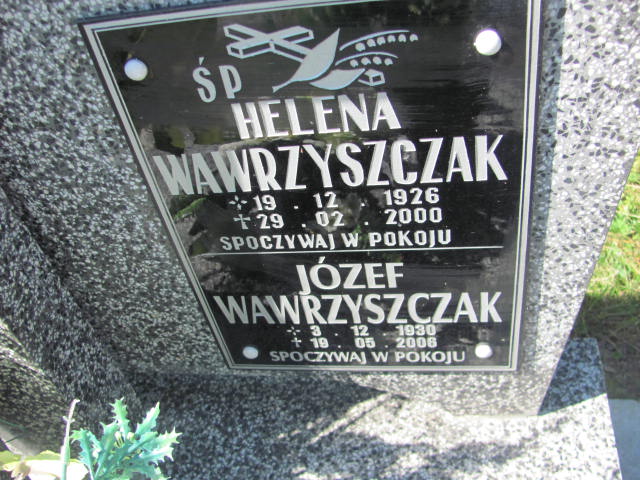 ŚP
HELENA
WAWRZYSZCZAK
19. 12. 1926
✝ 29. 02. 2000
SPOCZYWAJ W POKOJU
JÓZEF
WAWRZYSZCZAK
3 12 1930
✝ 19. 05. 2006
SPOCZYWAJ W POKOJU